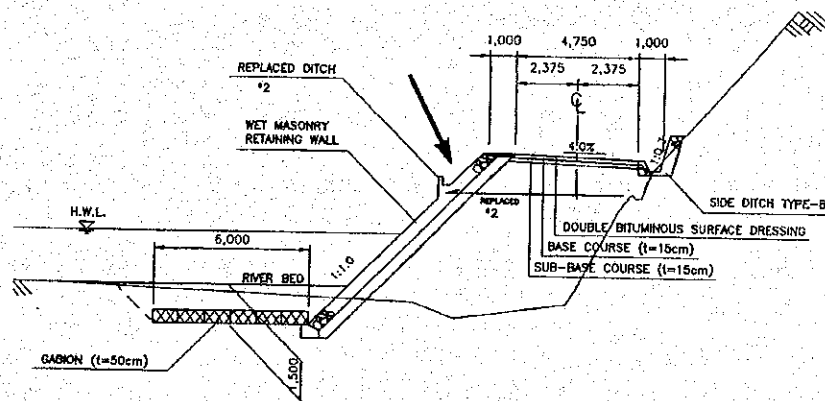 1,000 4,750 1,000
2,375 2,375
REPLACED DITCH
*2
C̲L
WET MASONRY
RETAINING WALL
4.0%
1:0.7
REPLACED
*2
SIDE DITCH TYPE-B
H.W.L.
DOUBLE BITUMINOUS SURFACE DRESSING
6,000
BASE COURSE (t=15cm)
1:1.0
RIVER BED
SUB-BASE COURSE (t=15cm)
GABION (t=50cm)
1,500